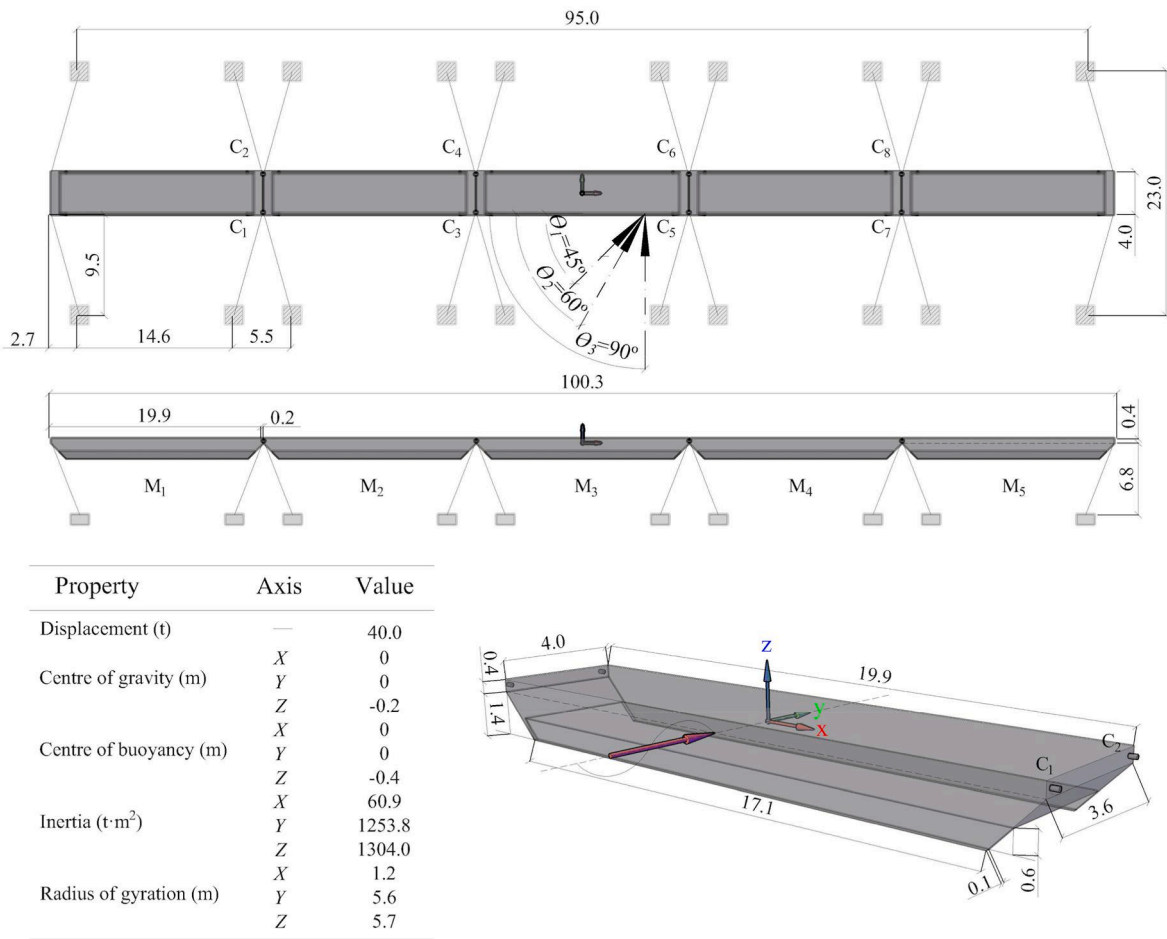 95.0
C2 C4 C6 C8
C1 C3 C5 C7
23.0
4.0
9.5
Θ1=45º
Θ2=60º
Θ3=90º
2.7 14.6 5.5
100.3
19.9 0.2
0.4
6.8
M1 M2 M3 M4 M5
Property Axis Value
Displacement (t) — 40.0
Centre of gravity (m) X 0
Y 0
Z -0.2
Centre of buoyancy (m) X 0
Y 0
Z -0.4
Inertia (t·m²) X 60.9
Y 1253.8
Z 1304.0
Radius of gyration (m) X 1.2
Y 5.6
Z 5.7
4.0
0.4
1.4
z
y
x
19.9
C1
C2
17.1
3.6
0.1
0.6